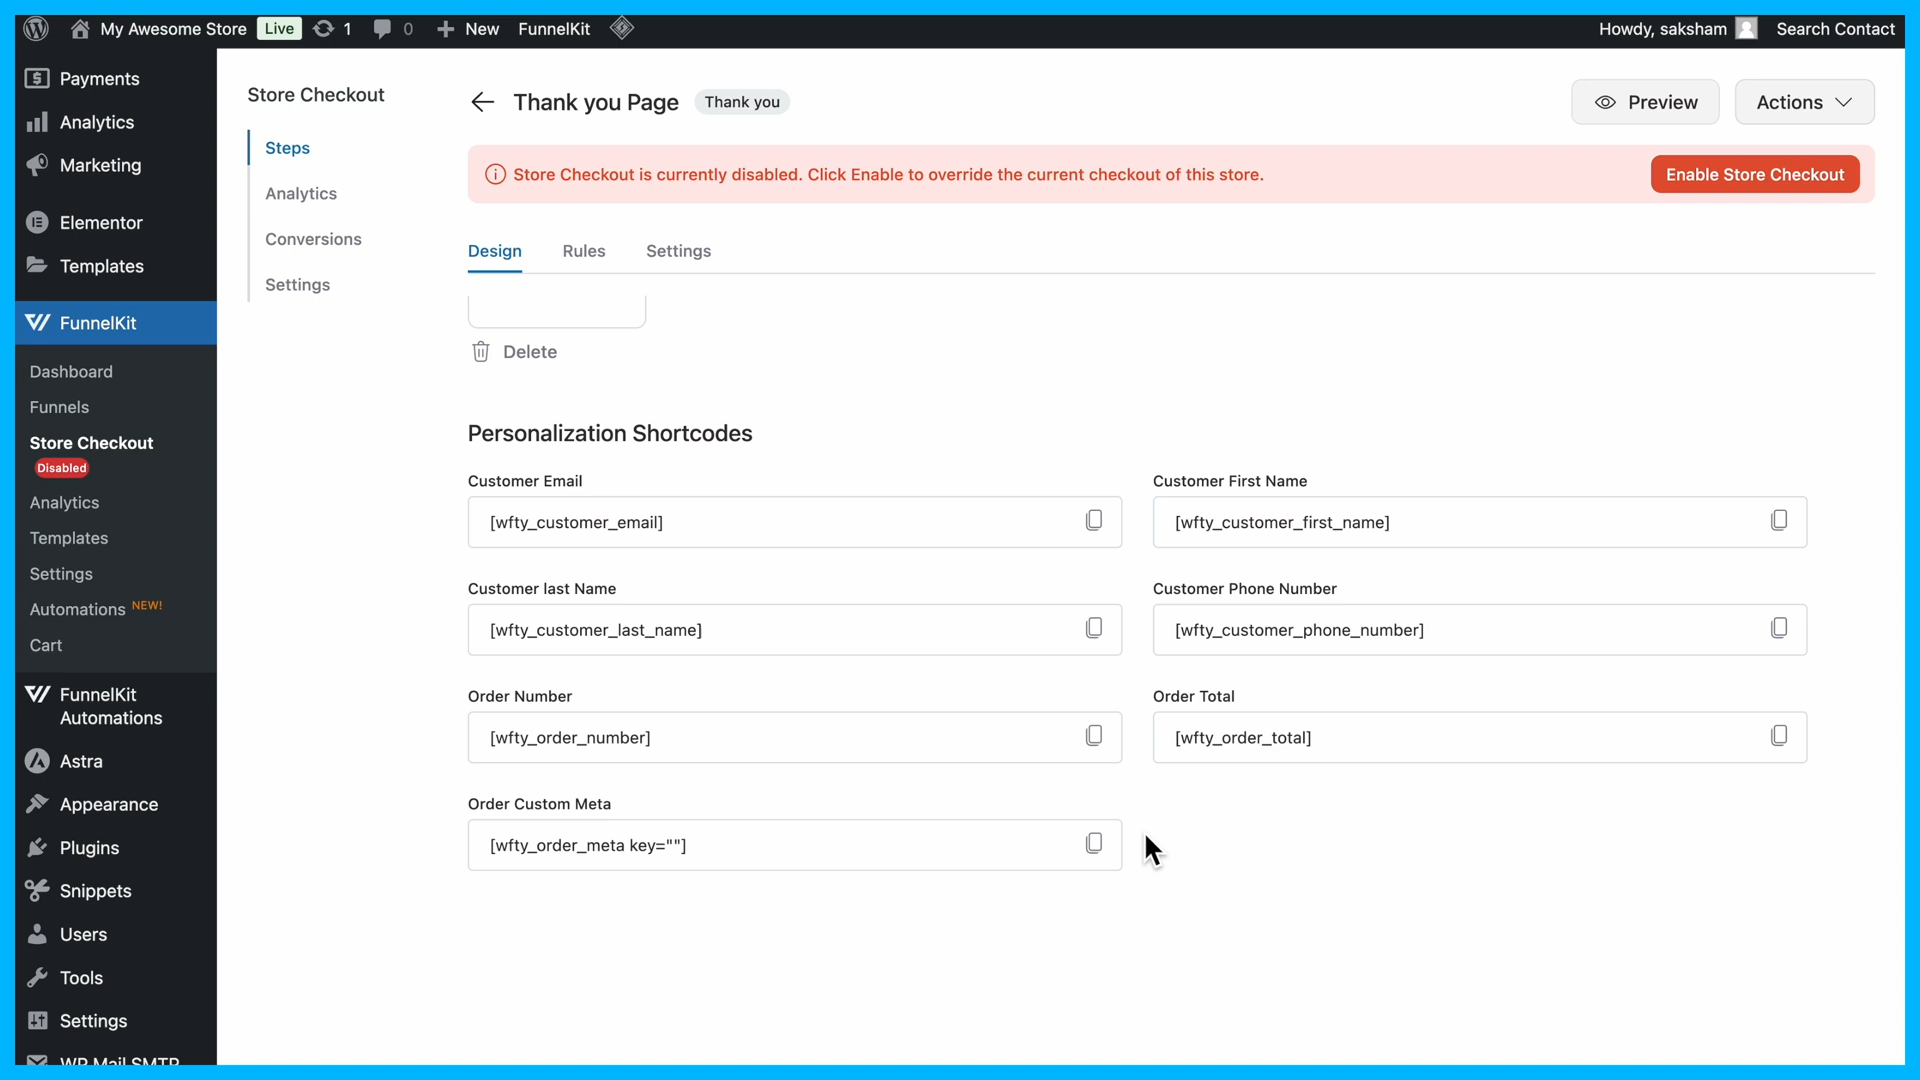 My Awesome Store Live 1 0 New FunnelKit Howdy, saksham Search Contact
Payments
Analytics
Marketing
Elementor
Templates
FunnelKit
Dashboard
Funnels
Store Checkout
Disabled
Analytics
Templates
Settings
Automations NEW!
Cart
FunnelKit
Automations
Astra
Appearance
Plugins
Snippets
Users
Tools
Settings
WP Mail SMTP
Store Checkout
Steps
Analytics
Conversions
Settings
Thank you Page Thank you Preview Actions
Store Checkout is currently disabled. Click Enable to override the current checkout of this store. Enable Store Checkout
Design Rules Settings
Delete
Personalization Shortcodes
Customer Email Customer First Name
[wfty_customer_email] [wfty_customer_first_name]
Customer last Name Customer Phone Number
[wfty_customer_last_name] [wfty_customer_phone_number]
Order Number Order Total
[wfty_order_number] [wfty_order_total]
Order Custom Meta
[wfty_order_meta key=""]